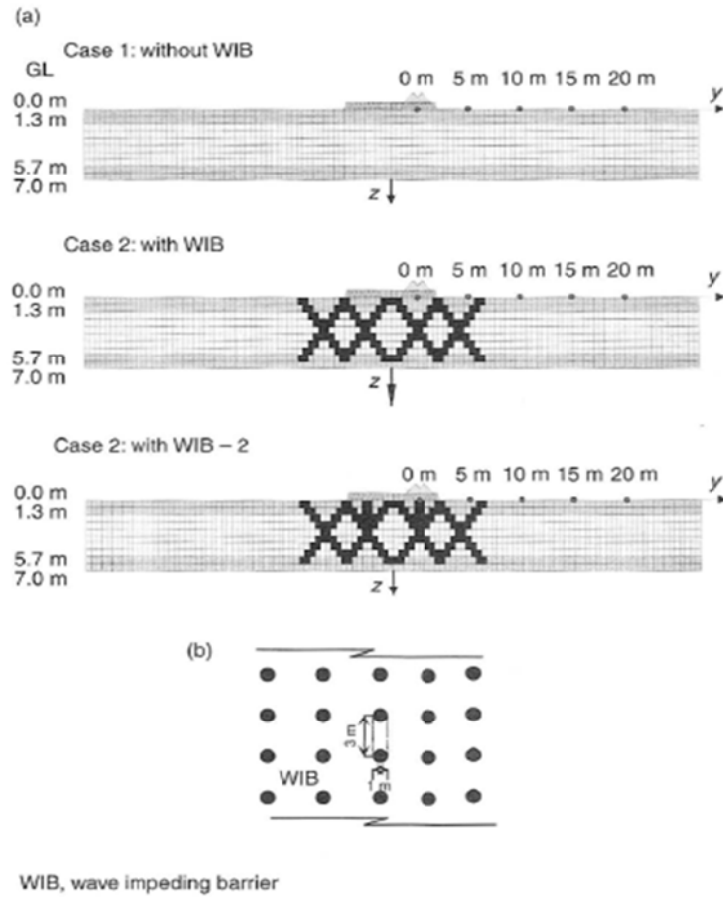 (a)
Case 1: without WIB
GL
0 m 5 m 10 m 15 m 20 m
y
0.0 m
1.3 m
5.7 m
7.0 m
z
Case 2: with WIB
0 m 5 m 10 m 15 m 20 m
y
0.0 m
1.3 m
5.7 m
7.0 m
z
Case 2: with WIB – 2
0 m 5 m 10 m 15 m 20 m
y
0.0 m
1.3 m
5.7 m
7.0 m
z
(b)
3 m
WIB
1 m
WIB, wave impeding barrier